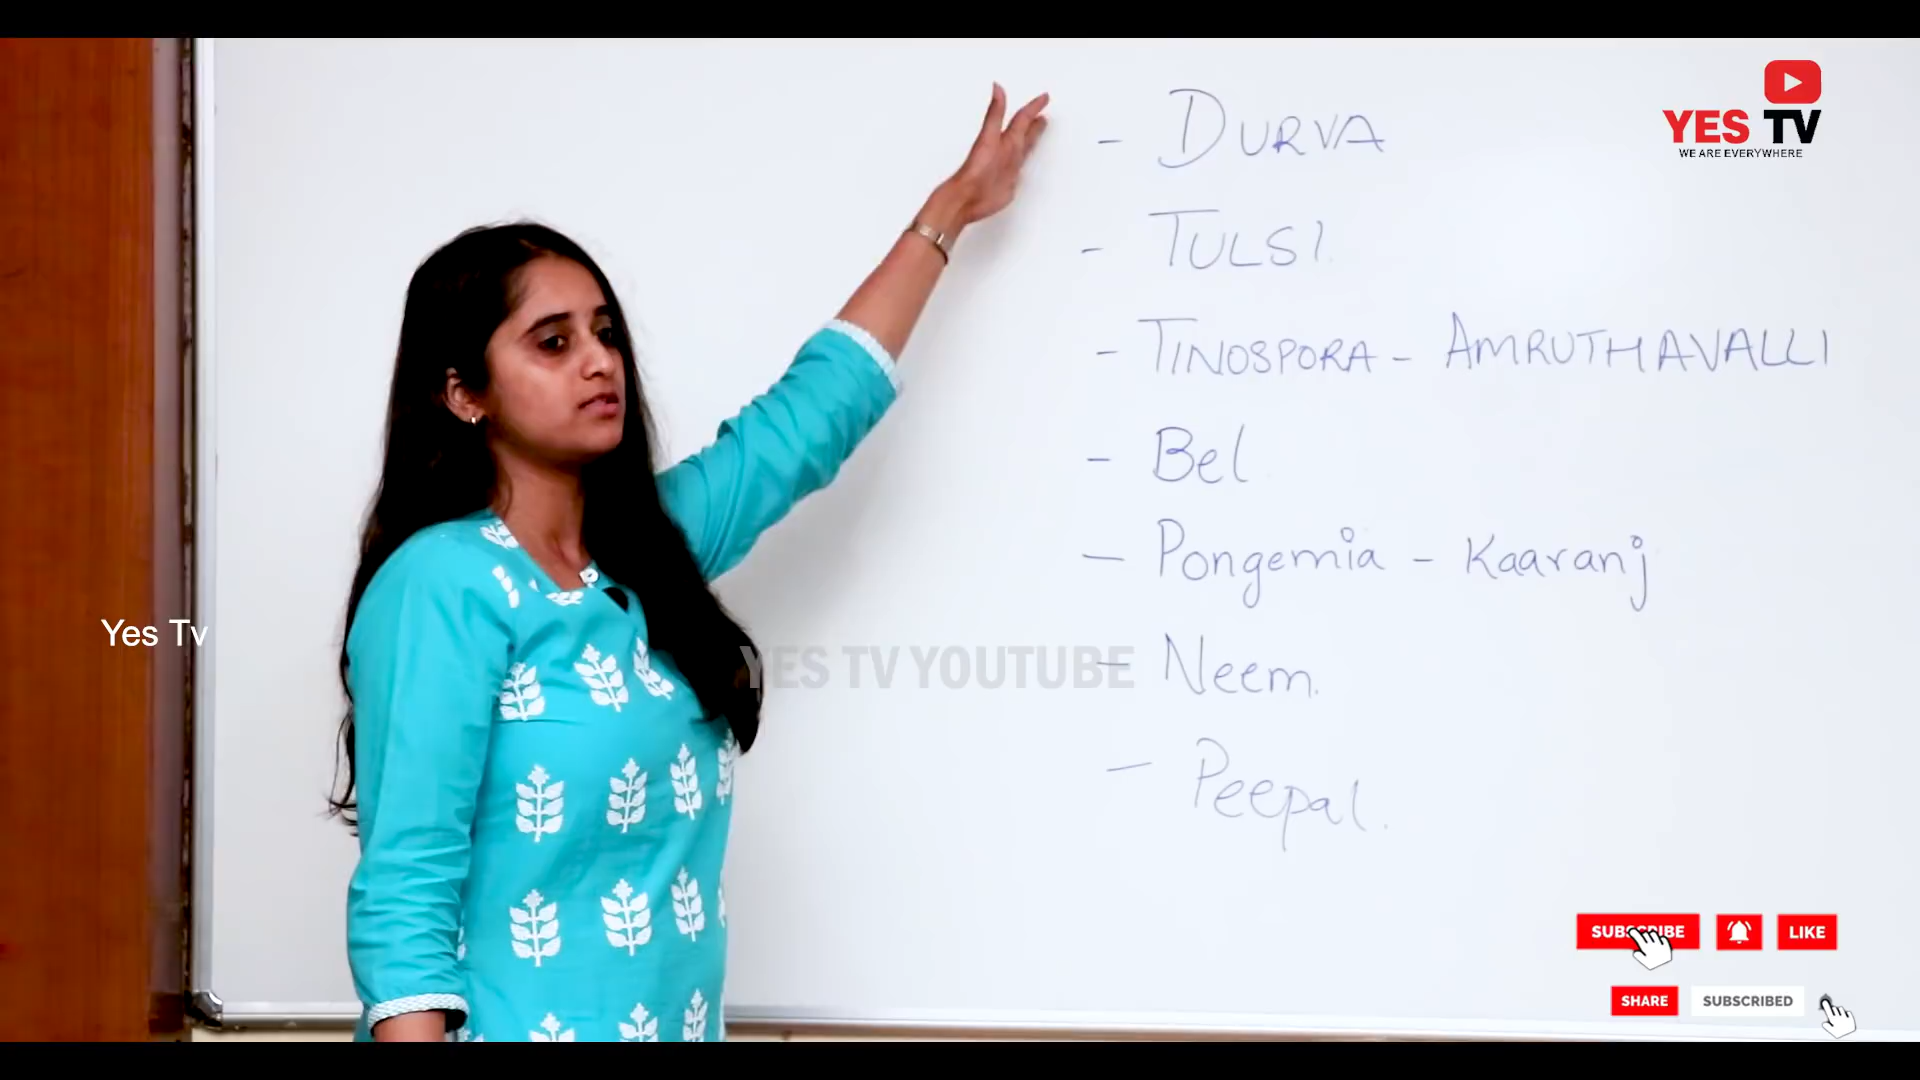 YES TV
WE ARE EVERYWHERE
- DURVA
- TULSI.
- TINOSPORA - AMRUTHAVALLI
- Bel
- Pongemia - Kaaranj
Yes Tv
YES TV YOUTUBE
- Neem.
- Peepal.
SUBSCRIBE
LIKE
SHARE
SUBSCRIBED